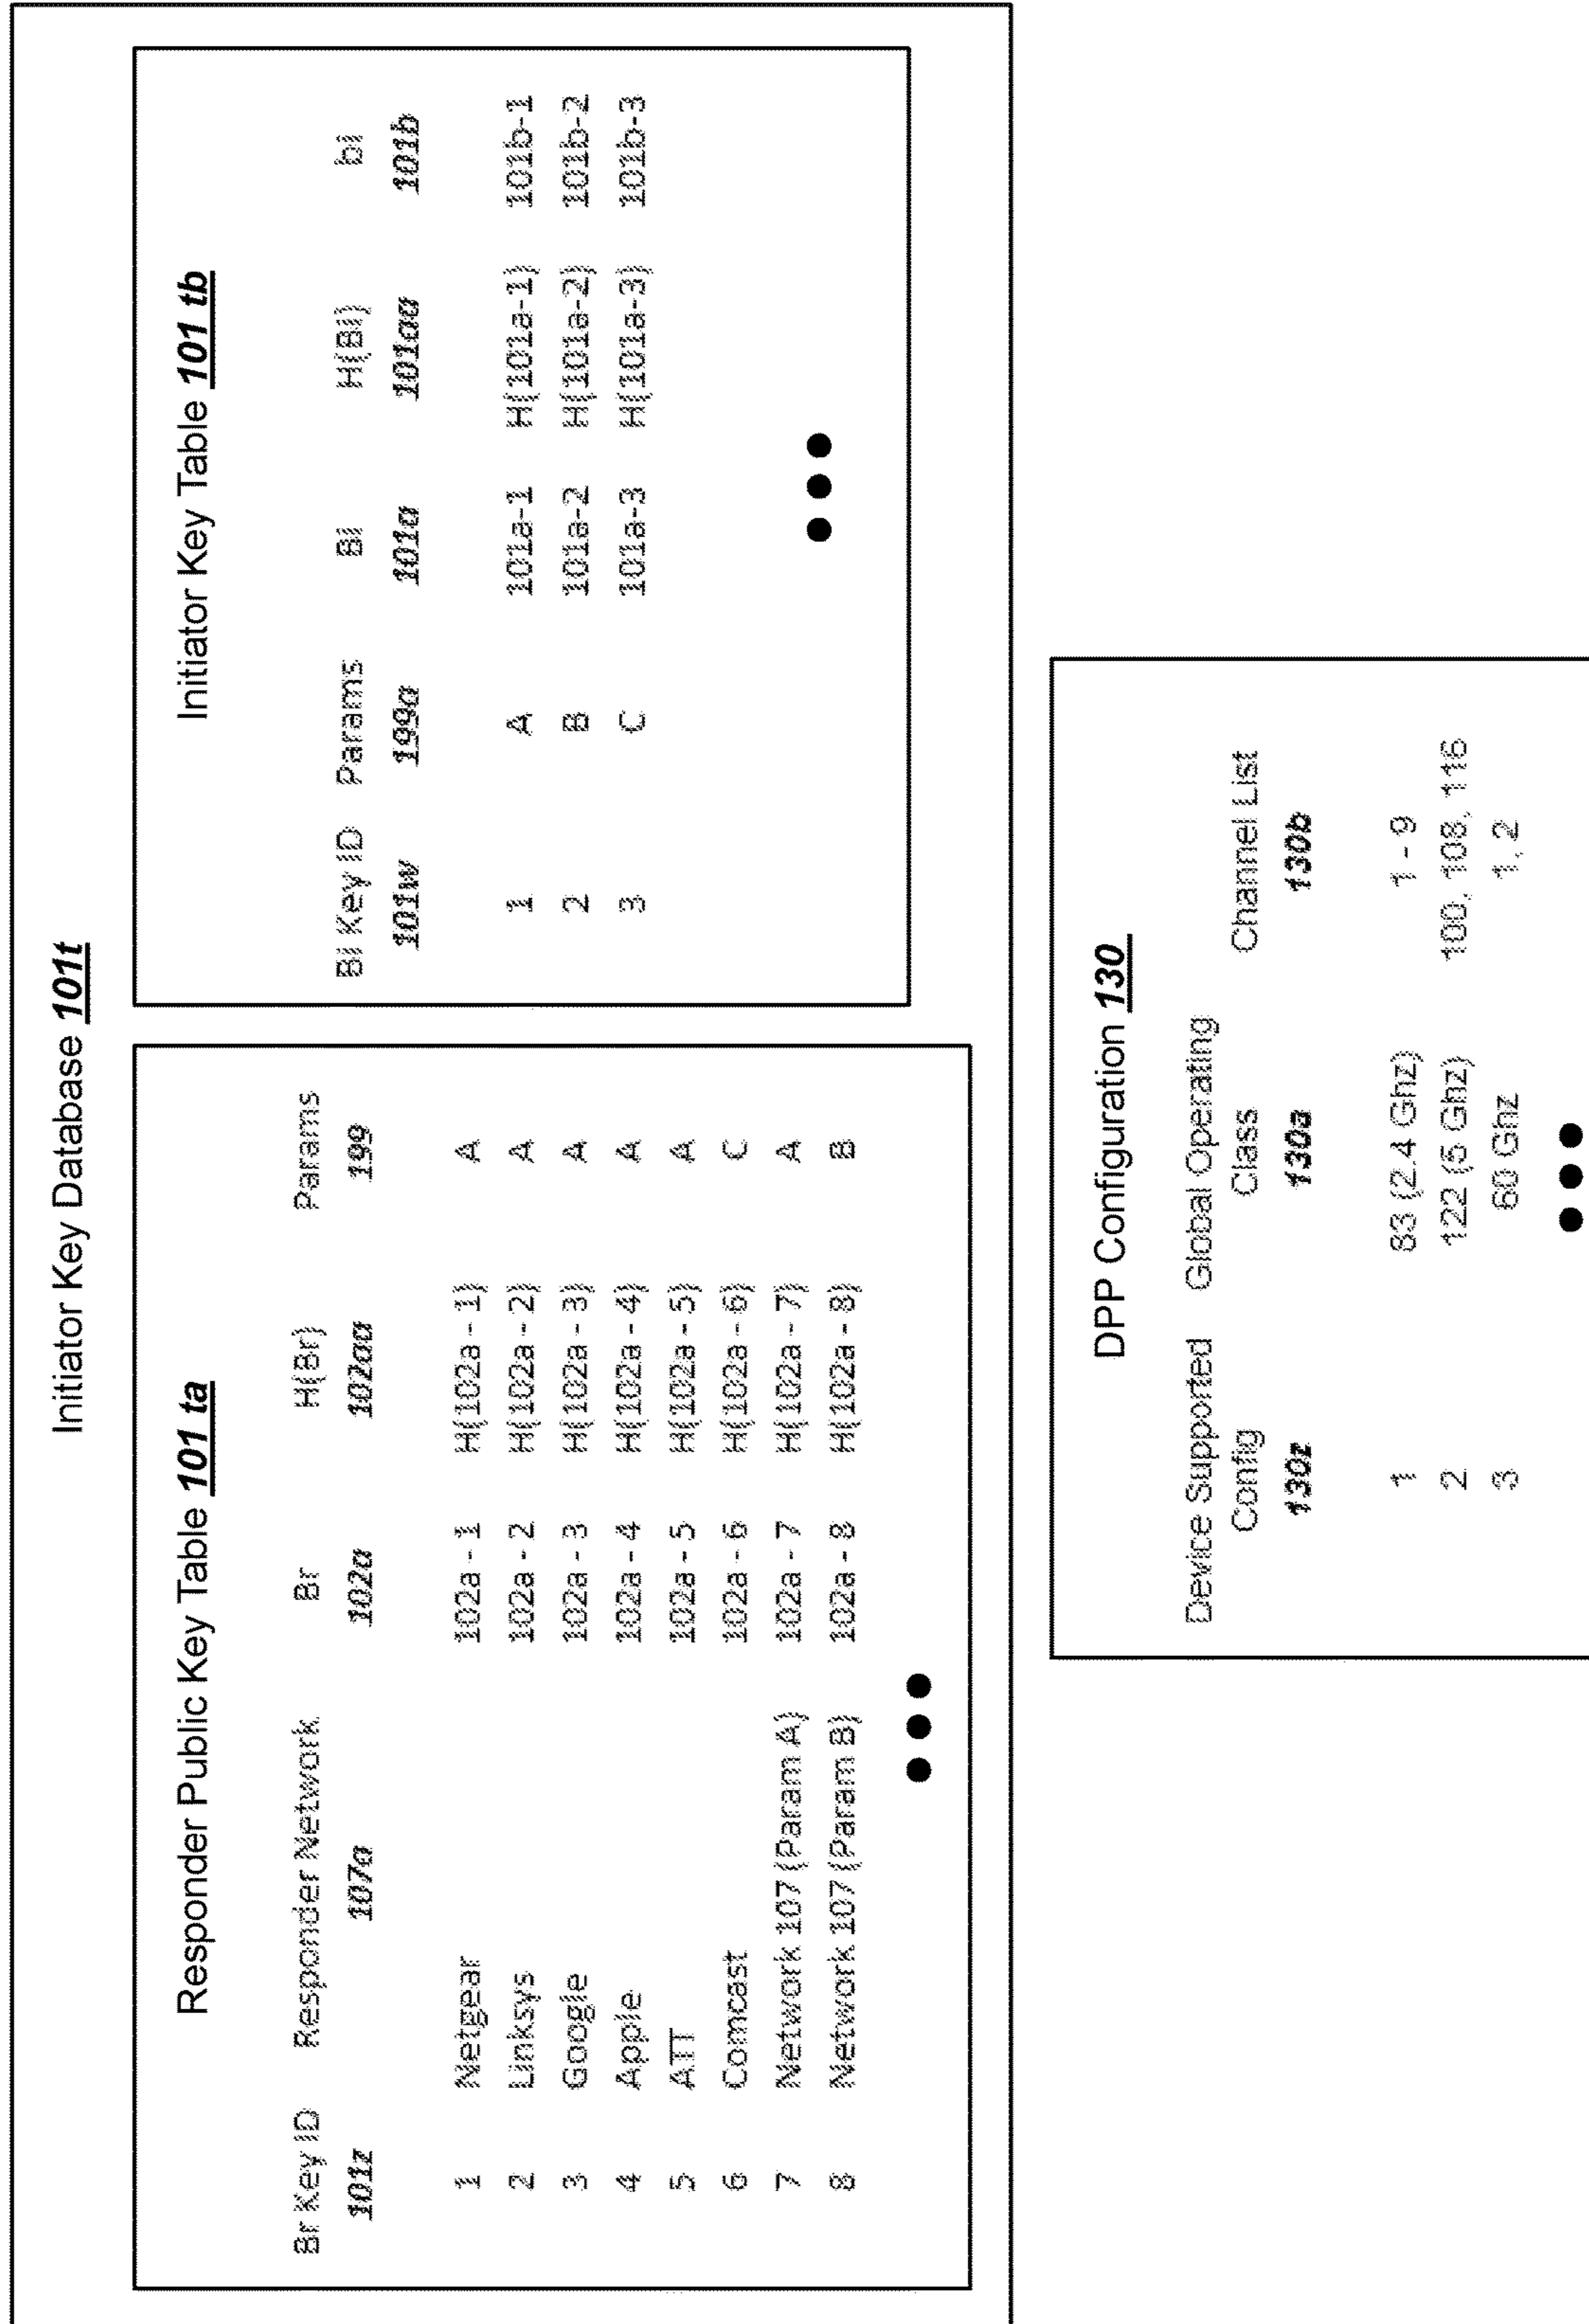 Initiator Key Database 101t
Responder Public Key Table 101 ta
Br Key ID Responder Network Br H(Br) Params
101z 107a 102a 102aa 199
1 Netgear 102a - 1 H(102a - 1) A
2 Linksys 102a - 2 H(102a - 2) A
3 Google 102a - 3 H(102a - 3) A
4 Apple 102a - 4 H(102a - 4) A
5 ATT 102a - 5 H(102a - 5) A
6 Comcast 102a - 6 H(102a - 6) C
7 Network 107 (Param A) 102a - 7 H(102a - 7) A
8 Network 107 (Param B) 102a - 8 H(102a - 8) B
Initiator Key Table 101 tb
Bi Key ID Params Bi H(Bi) bi
101w 199a 101a 101aa 101b
1 A 101a-1 H(101a-1) 101b-1
2 B 101a-2 H(101a-2) 101b-2
3 C 101a-3 H(101a-3) 101b-3
DPP Configuration 130
Device Supported Global Operating
Config Class Channel List
130z 130a 130b
1 83 (2.4 Ghz) 1 - 9
2 122 (5 Ghz) 100, 108, 116
3 60 Ghz 1, 2